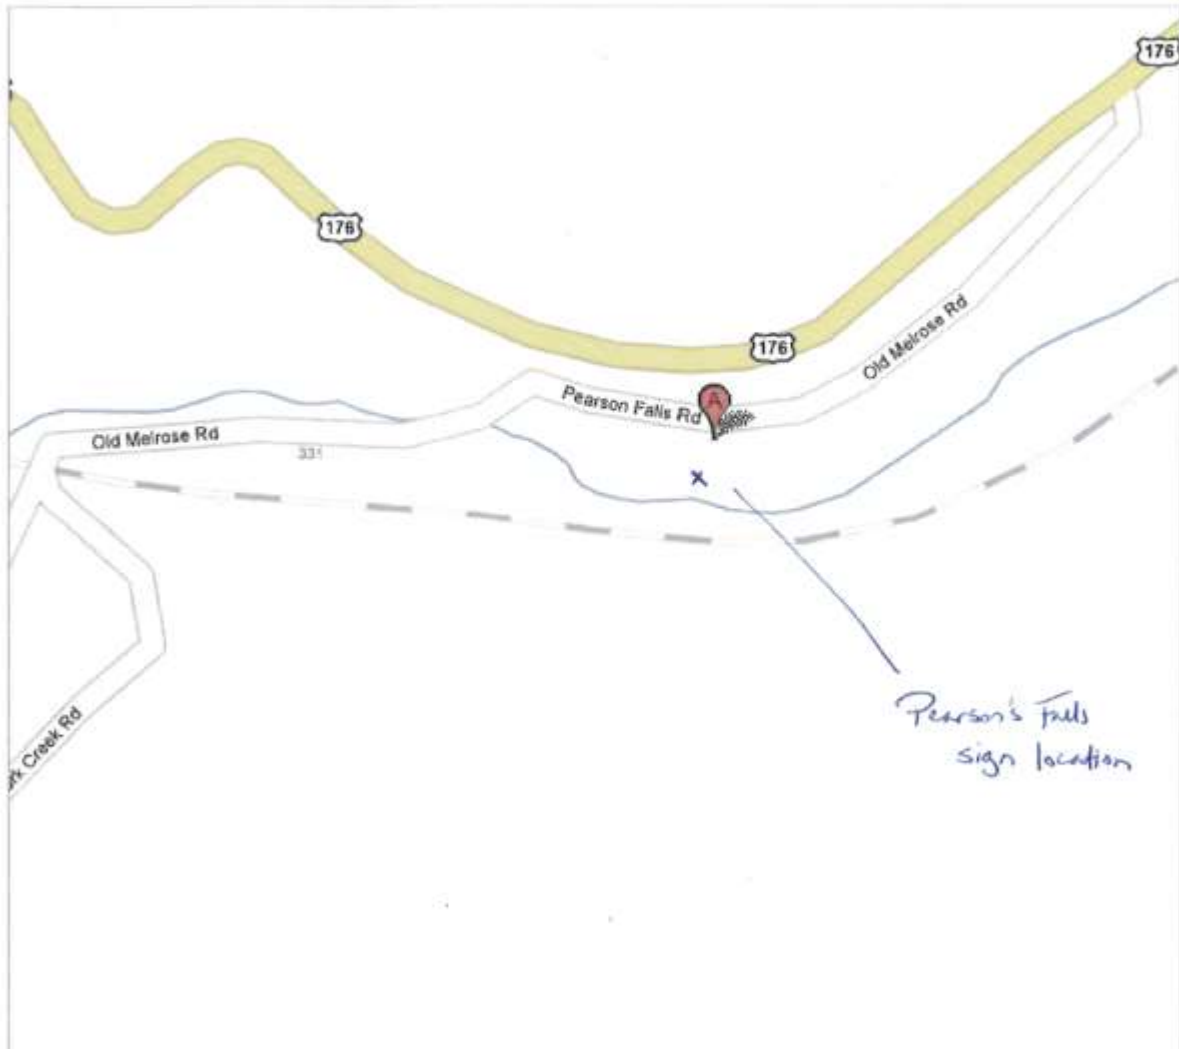 176
176
176
Old Melrose Rd
Pearson Falls Rd
A
Old Melrose Rd
331
Creek Rd
Pearson's Falls
sign location